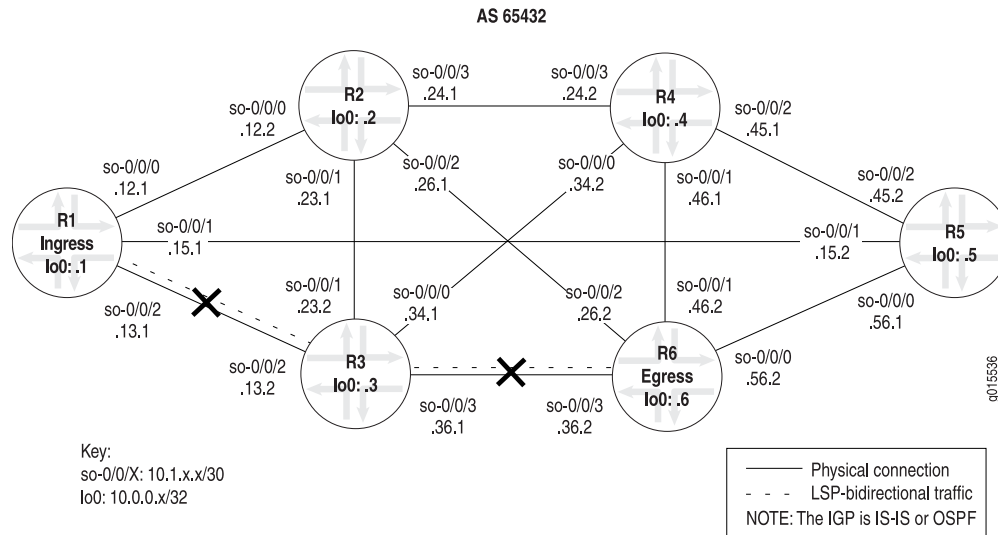 AS 65432
R2
lo0: .2
so-0/0/3
.24.1
so-0/0/3
.24.2
R4
lo0: .4
so-0/0/0
.12.2
so-0/0/2
.45.1
so-0/0/0
.12.1
so-0/0/1
.23.1
so-0/0/2
.26.1
so-0/0/0
.34.2
so-0/0/1
.46.1
so-0/0/2
.45.2
R1
Ingress
lo0: .1
so-0/0/1
.15.1
so-0/0/1
.15.2
R5
lo0: .5
so-0/0/2
.13.1
so-0/0/1
.23.2
so-0/0/0
.34.1
so-0/0/2
.26.2
so-0/0/1
.46.2
so-0/0/0
.56.1
so-0/0/2
.13.2
R3
lo0: .3
R6
Egress
lo0: .6
so-0/0/0
.56.2
so-0/0/3
.36.1
so-0/0/3
.36.2
g015536
Key:
so-0/0/X: 10.1.x.x/30
lo0: 10.0.0.x/32
Physical connection
LSP-bidirectional traffic
NOTE: The IGP is IS-IS or OSPF